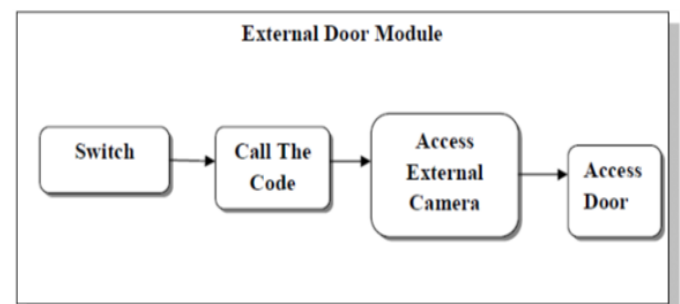 External Door Module
Switch
Call The
Code
Access
External
Camera
Access
Door